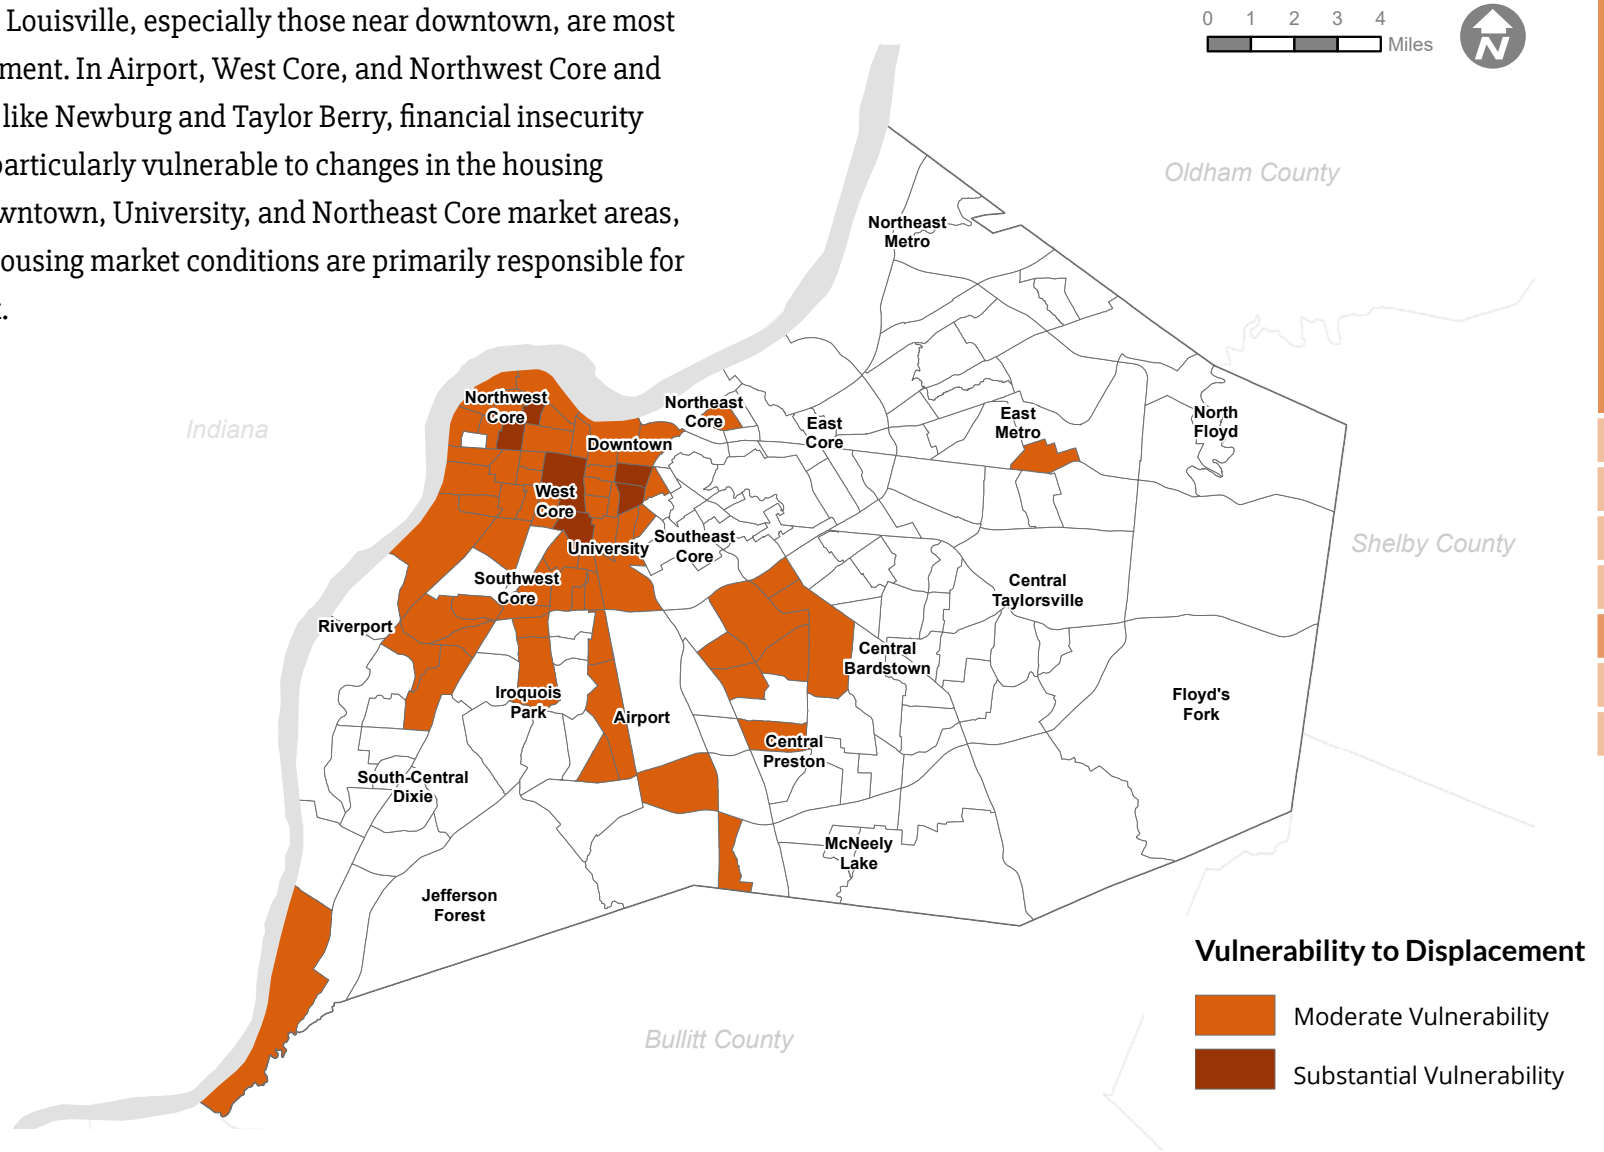 Louisville, especially those near downtown, are most
ment. In Airport, West Core, and Northwest Core and
like Newburg and Taylor Berry, financial insecurity
particularly vulnerable to changes in the housing
wntown, University, and Northeast Core market areas,
ousing market conditions are primarily responsible for
.
0 1 2 3 4
Miles
N
Oldham County
Northeast
Metro
Indiana
Northwest
Core
Northeast
Core
Downtown
East
Core
East
Metro
North
Floyd
West
Core
University
Southeast
Core
Shelby County
Southwest
Core
Central
Taylorsville
Riverport
Central
Bardstown
Iroquois
Park
Airport
Floyd's
Fork
Central
Preston
South-Central
Dixie
McNeely
Lake
Jefferson
Forest
Bullitt County
Vulnerability to Displacement
Moderate Vulnerability
Substantial Vulnerability